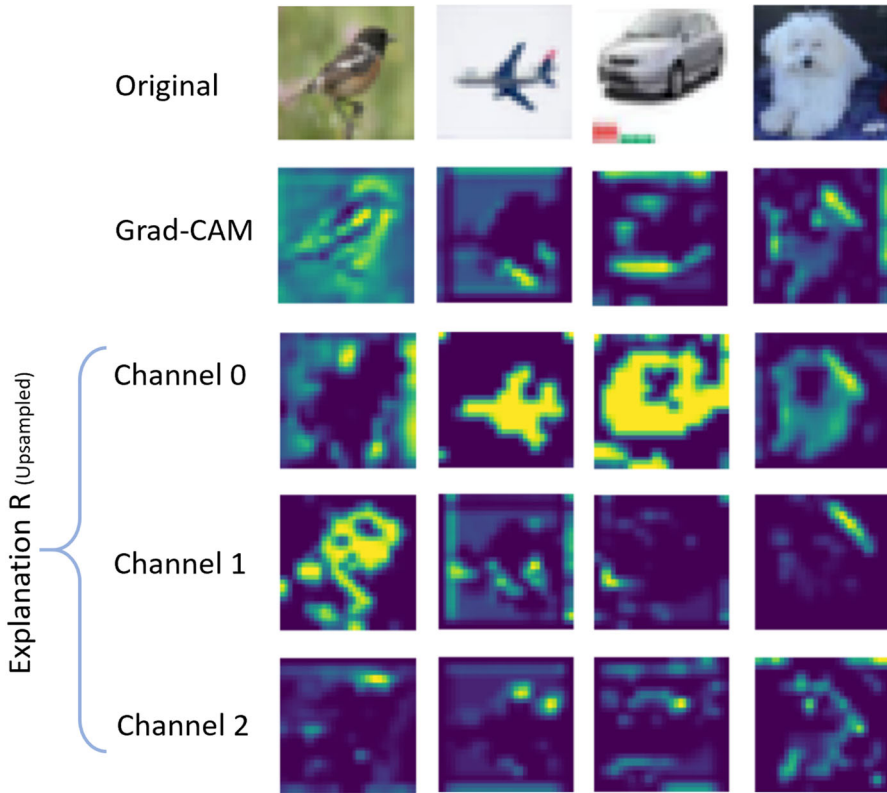 Original
Grad-CAM
Explanation R (Upsampled)
Channel 0
Channel 1
Channel 2